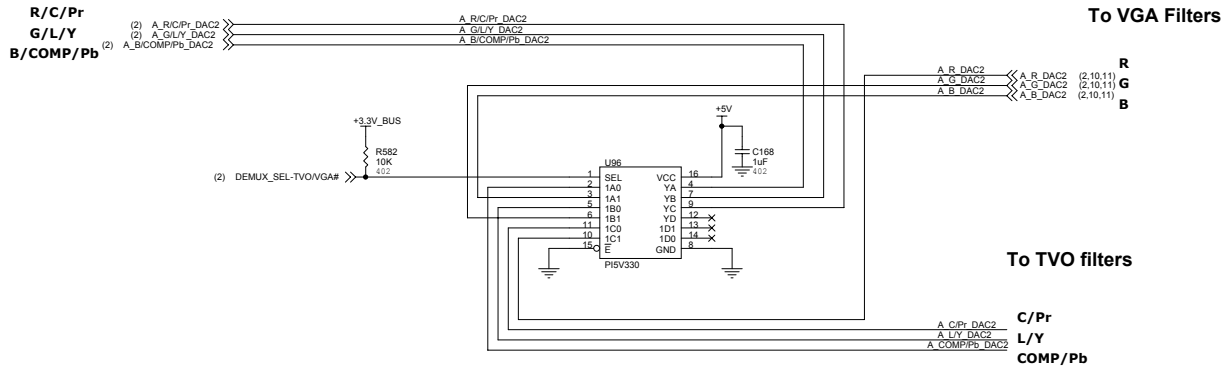 R/C/Pr
G/L/Y
B/COMP/Pb
(2) A_R/C/Pr_DAC2
(2) A_G/L/Y_DAC2
(2) A_B/COMP/Pb_DAC2
A_R/C/Pr_DAC2
A_G/L/Y_DAC2
A_B/COMP/Pb_DAC2
To VGA Filters
A_R_DAC2
A_G_DAC2
A_B_DAC2
A_R_DAC2 (2,10,11)
A_G_DAC2 (2,10,11)
A_B_DAC2 (2,10,11)
R
G
B
+3.3V_BUS
R582
10K
402
(2) DEMUX_SEL-TVO/VGA#
+5V
C168
1uF
402
U96
1 SEL VCC 16
2 1A0 YA 4
3 1A1 YB 7
5 1B0 YC 9
6 1B1 YD 12
11 1C0 1D1 13
10 1C1 1D0 14
15 E GND 8
PI5V330
To TVO filters
A_C/Pr_DAC2
A_L/Y_DAC2
A_COMP/Pb_DAC2
C/Pr
L/Y
COMP/Pb